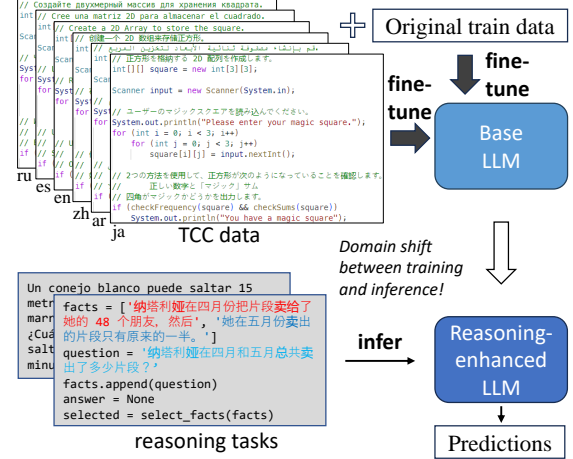 // Создайте двухмерный массив для хранения квадрата.
// Cree una matriz 2D para almacenar el cuadrado.
// Create a 2D Array to store the square.
// 创建一个 2D 数组来存储正方形。
// قم بإنشاء مصفوفة ثنائية الأبعاد لتخزين المربع.
// 正方形を格納する 2D 配列を作成します。
int[][] square = new int[3][3];
Scanner input = new Scanner(System.in);
// ユーザーのマジックスクエアを読み込んでください。
System.out.println("Please enter your magic square.");
for (int i = 0; i < 3; i++)
for (int j = 0; j < 3; j++)
square[i][j] = input.nextInt();
// 2つの方法を使用して、正方形が次のようになっていることを確認します。
// 正しい数字と「マジック」サム
// 四角がマジックかどうかを出力します。
if (checkFrequency(square) && checkSums(square))
System.out.println("You have a magic square");
ru
es
en
zh
ar
ja
TCC data
Original train data
fine-
tune
fine-
tune
Base
LLM
Domain shift
between training
and inference!
Un conejo blanco puede saltar 15
metr
marr
¿Cuá
salt
minu
facts = ['纳塔利娅在四月份把片段卖给了
她的 48 个朋友, 然后', '她在五月份卖出
的片段只有原来的一半。']
question = '纳塔利娅在四月和五月总共卖
出了多少片段？'
facts.append(question)
answer = None
selected = select_facts(facts)
reasoning tasks
infer
Reasoning-
enhanced
LLM
Predictions